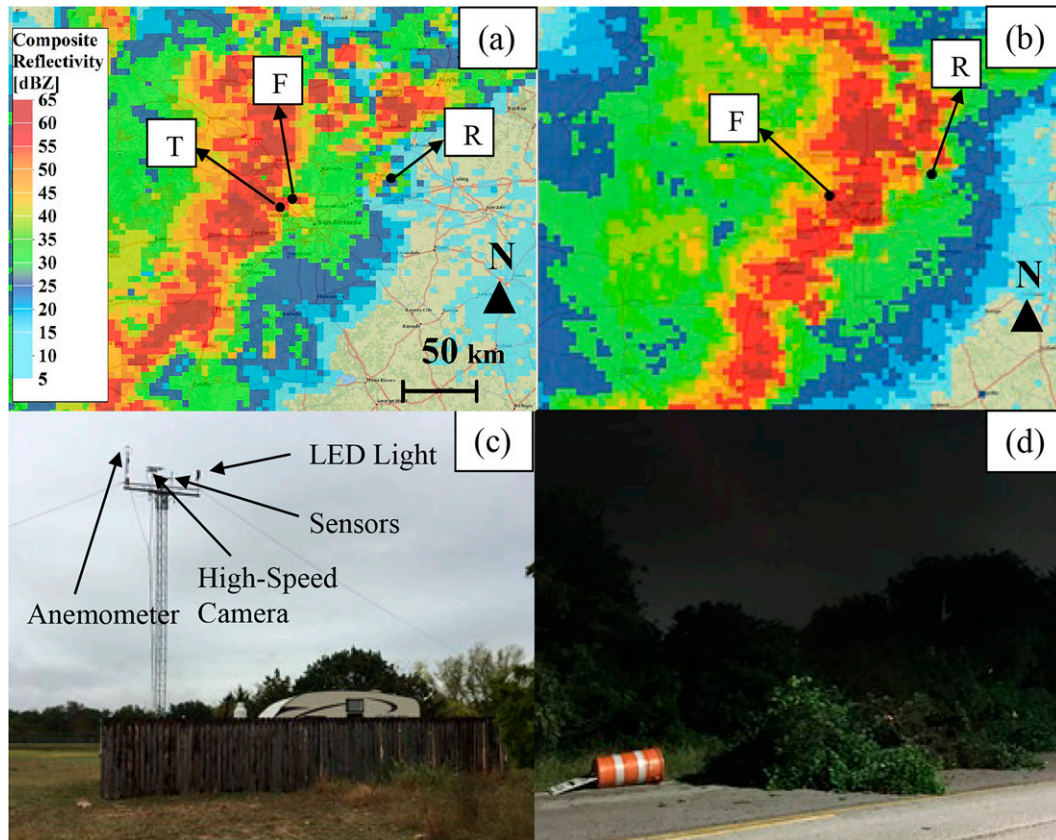 Composite
Reflectivity
[dBZ]
65
60
55
50
45
40
35
30
25
20
15
10
5
(a)
F
T
R
N
50 km
(b)
R
F
N
(c)
LED Light
Sensors
High-Speed
Camera
Anemometer
(d)